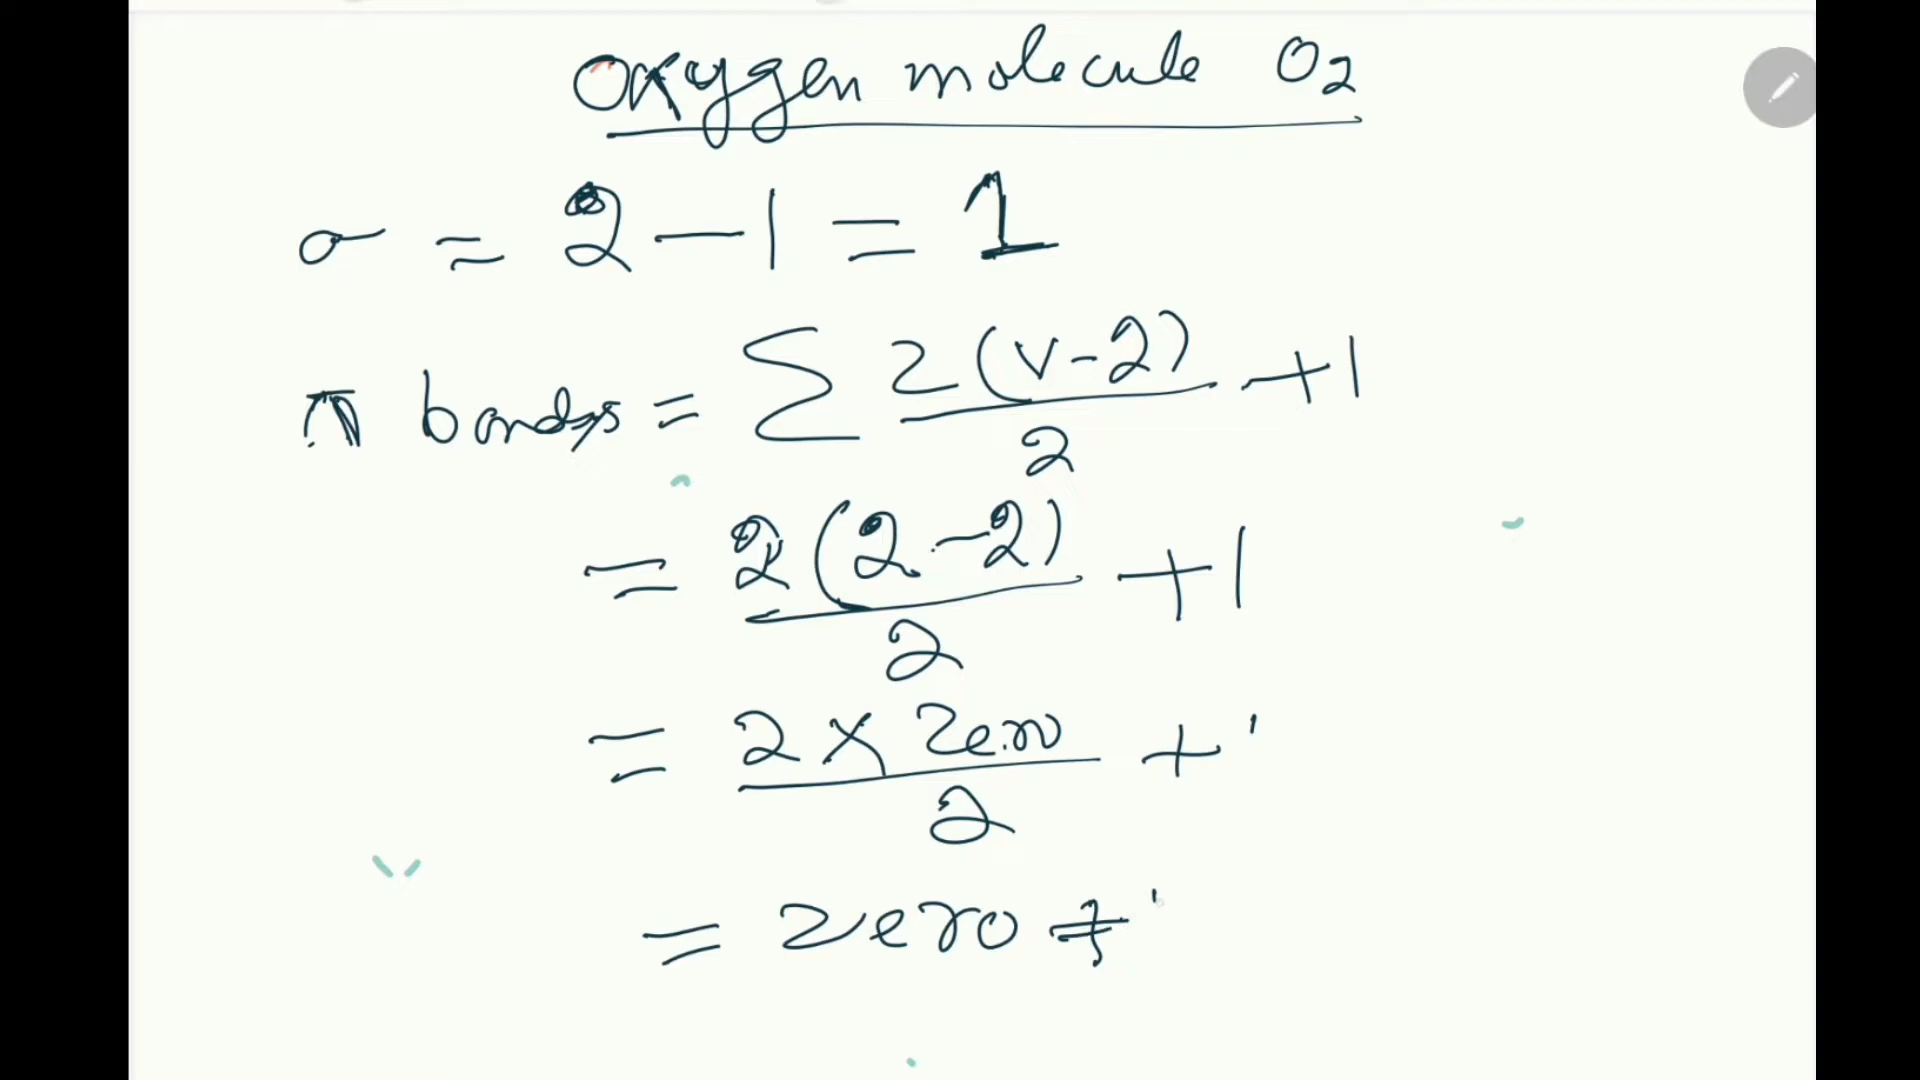 Oxygen molecule O₂
σ = 2 - 1 = 1
π bonds = Σ 2(V-2)/2 + 1
= 2(2-2)/2 + 1
= 2 × Zero/2 + 1
= zero +